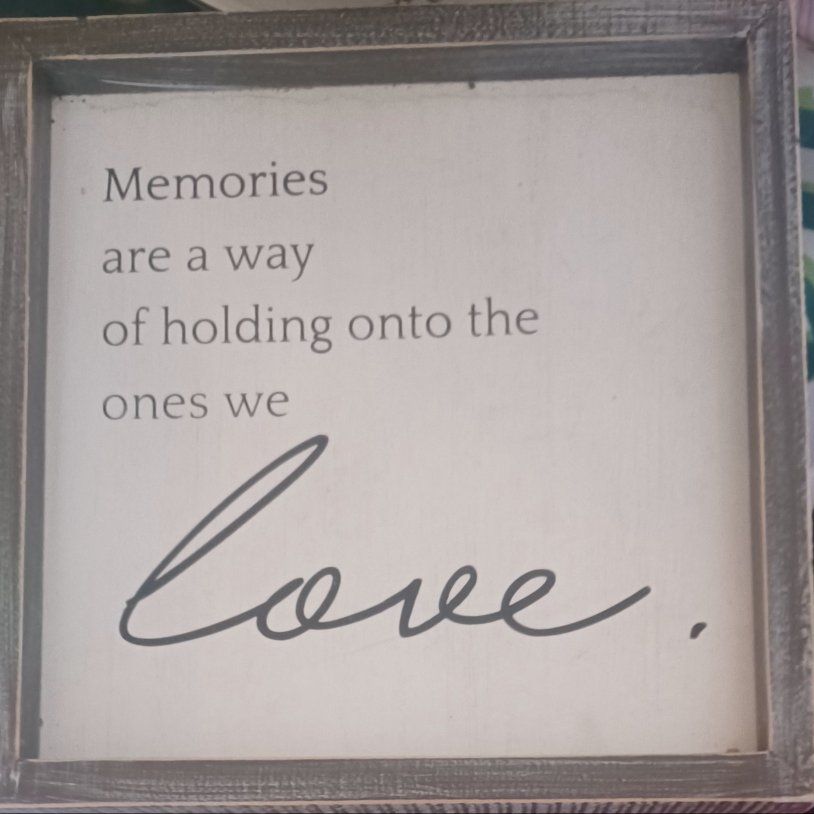 Memories
are a way
of holding onto the
ones we
love.